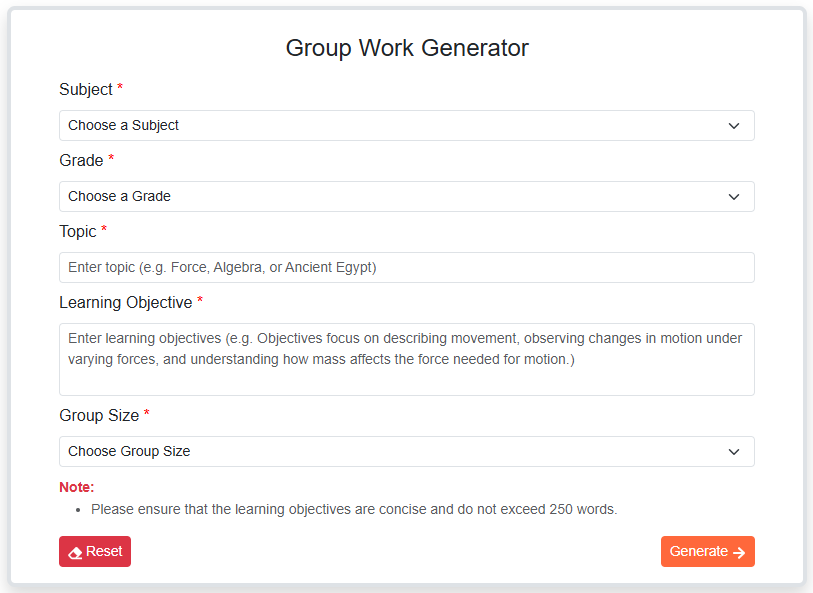 Group Work Generator
Subject *
Choose a Subject
Grade *
Choose a Grade
Topic *
Enter topic (e.g. Force, Algebra, or Ancient Egypt)
Learning Objective *
Enter learning objectives (e.g. Objectives focus on describing movement, observing changes in motion under
varying forces, and understanding how mass affects the force needed for motion.)
Group Size *
Choose Group Size
Note:
• Please ensure that the learning objectives are concise and do not exceed 250 words.
Reset
Generate →